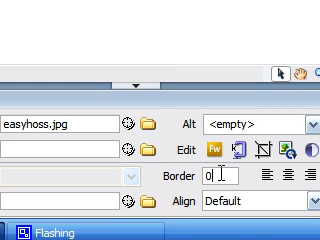 easyhoss.jpg Alt <empty>
Edit Fw
Border 0
Align Default
Flashing